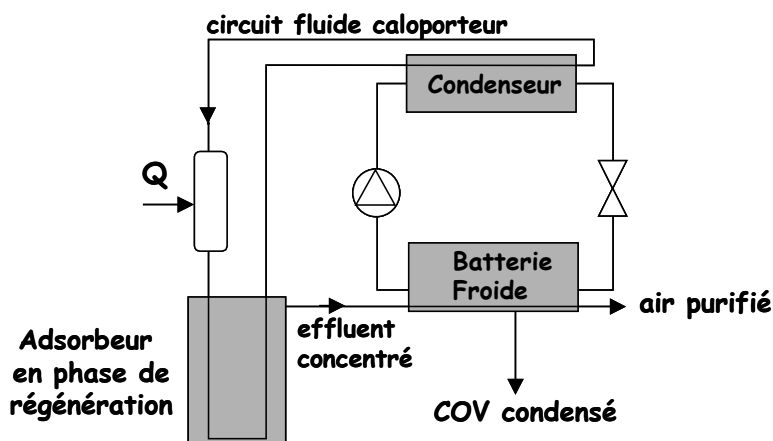 circuit fluide caloporteur
Condenseur
Q
Batterie
Froide
air purifié
effluent
concentré
Adsorbeur
en phase de
régénération
COV condensé